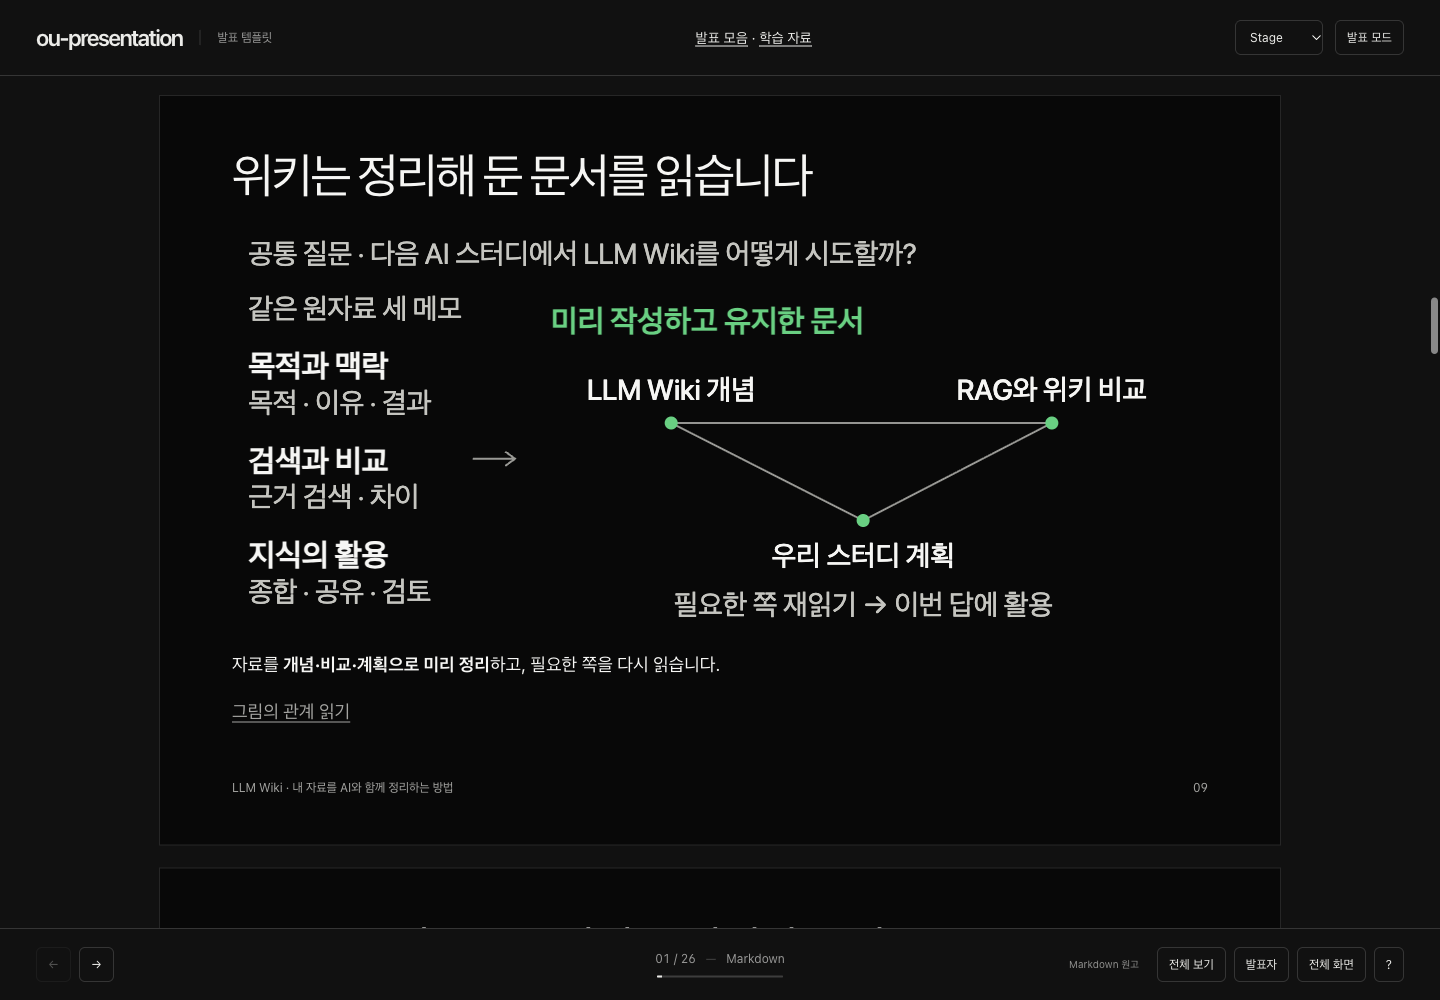 ou-presentation
발표 템플릿
발표 모음 · 학습 자료
Stage
발표 모드
위키는 정리해 둔 문서를 읽습니다
공통 질문 · 다음 AI 스터디에서 LLM Wiki를 어떻게 시도할까?
같은 원자료 세 메모
목적과 맥락
목적 · 이유 · 결과
검색과 비교
근거 검색 · 차이
지식의 활용
종합 · 공유 · 검토
미리 작성하고 유지한 문서
LLM Wiki 개념
RAG와 위키 비교
우리 스터디 계획
필요한 쪽 재읽기 → 이번 답에 활용
자료를 개념·비교·계획으로 미리 정리하고, 필요한 쪽을 다시 읽습니다.
그림의 관계 읽기
LLM Wiki · 내 자료를 AI와 함께 정리하는 방법
09
← →
01 / 26 — Markdown
Markdown 원고
전체 보기
발표자
전체 화면
?